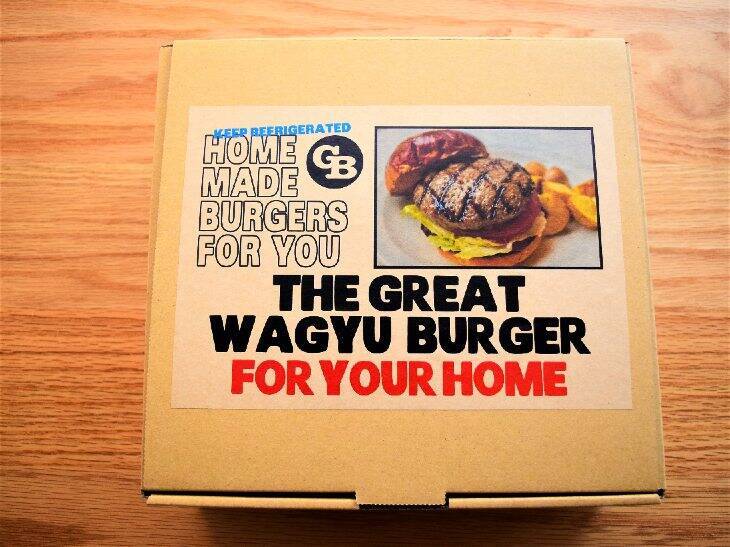 KEEP REFRIGERATED
HOME
MADE
BURGERS
FOR YOU
GB
THE GREAT
WAGYU BURGER
FOR YOUR HOME